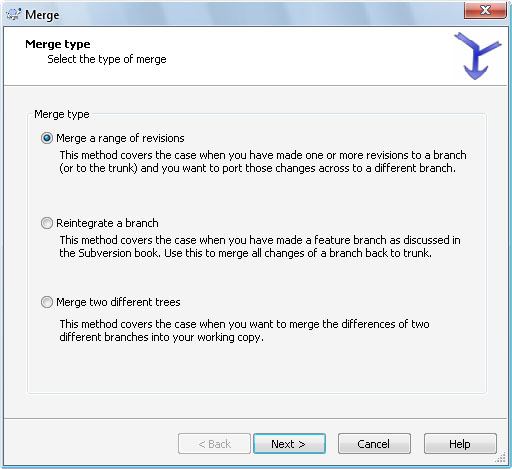 Merge
Merge type
Select the type of merge
Merge type
Merge a range of revisions
This method covers the case when you have made one or more revisions to a branch
(or to the trunk) and you want to port those changes across to a different branch.
Reintegrate a branch
This method covers the case when you have made a feature branch as discussed in
the Subversion book. Use this to merge all changes of a branch back to trunk.
Merge two different trees
This method covers the case when you want to merge the differences of two
different branches into your working copy.
< Back Next > Cancel Help